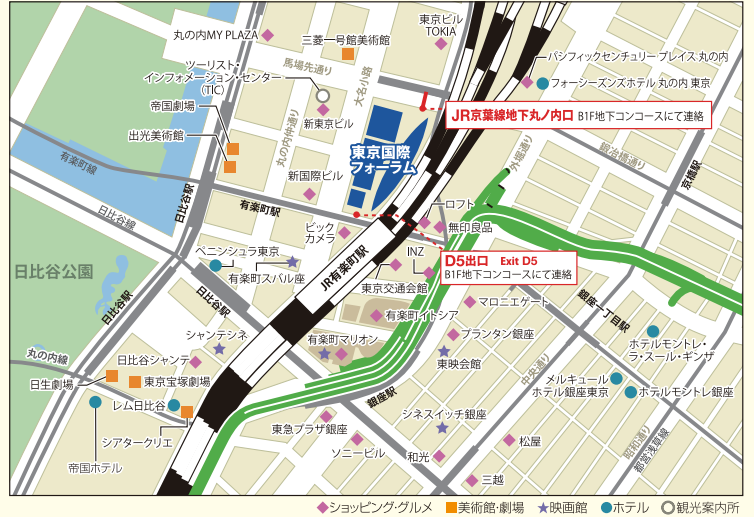 丸の内MY PLAZA
三菱一号館美術館
東京ビル
TOKIA
ツーリスト・
インフォメーション・センター
(TIC)
馬場先通り
大名小路
パシフィックセンチュリー プレイス 丸の内
フォーシーズンズホテル 丸の内 東京
帝国劇場
出光美術館
新東京ビル
丸の内仲通り
JR京葉線地下丸ノ内口 B1F地下コンコースにて連絡
東京国際
フォーラム
外堀通り
鍛冶橋通り
京橋駅
有楽町線
日比谷線
日比谷駅
新国際ビル
有楽町駅
ロフト
無印良品
ビック
カメラ
ペニンシュラ東京
有楽町スバル座
JR有楽町駅
INZ
D5出口 Exit D5
B1F地下コンコースにて連絡
東京交通会館
日比谷公園
日比谷駅
日比谷駅
マロニエゲート
有楽町イトシア
銀座一丁目駅
シャンテシネ
有楽町マリオン
プランタン銀座
東映会館
ホテルモントレ・
ラ・スール・ギンザ
丸の内線
日比谷シャンテ
日生劇場
東京宝塚劇場
中央通り
メルキュール
ホテル銀座東京
ホテルモントレ銀座
レム日比谷
銀座駅
シネスイッチ銀座
シアタークリエ
帝国ホテル
東急プラザ銀座
ソニービル
和光
松屋
三越
昭和通り
都営浅草線
ショッピング・グルメ
美術館・劇場
映画館
ホテル
観光案内所